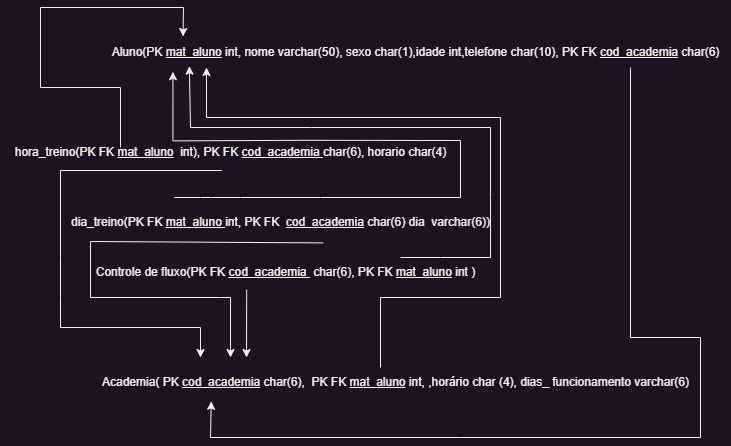 Aluno(PK mat_aluno int, nome varchar(50), sexo char(1),idade int,telefone char(10), PK FK cod_academia char(6)
hora_treino(PK FK mat_aluno int), PK FK cod_academia char(6), horario char(4)
dia_treino(PK FK mat_aluno int, PK FK cod_academia char(6) dia varchar(6))
Controle de fluxo(PK FK cod_academia char(6), PK FK mat_aluno int )
Academia( PK cod_academia char(6), PK FK mat_aluno int, ,horário char (4), dias_ funcionamento varchar(6)